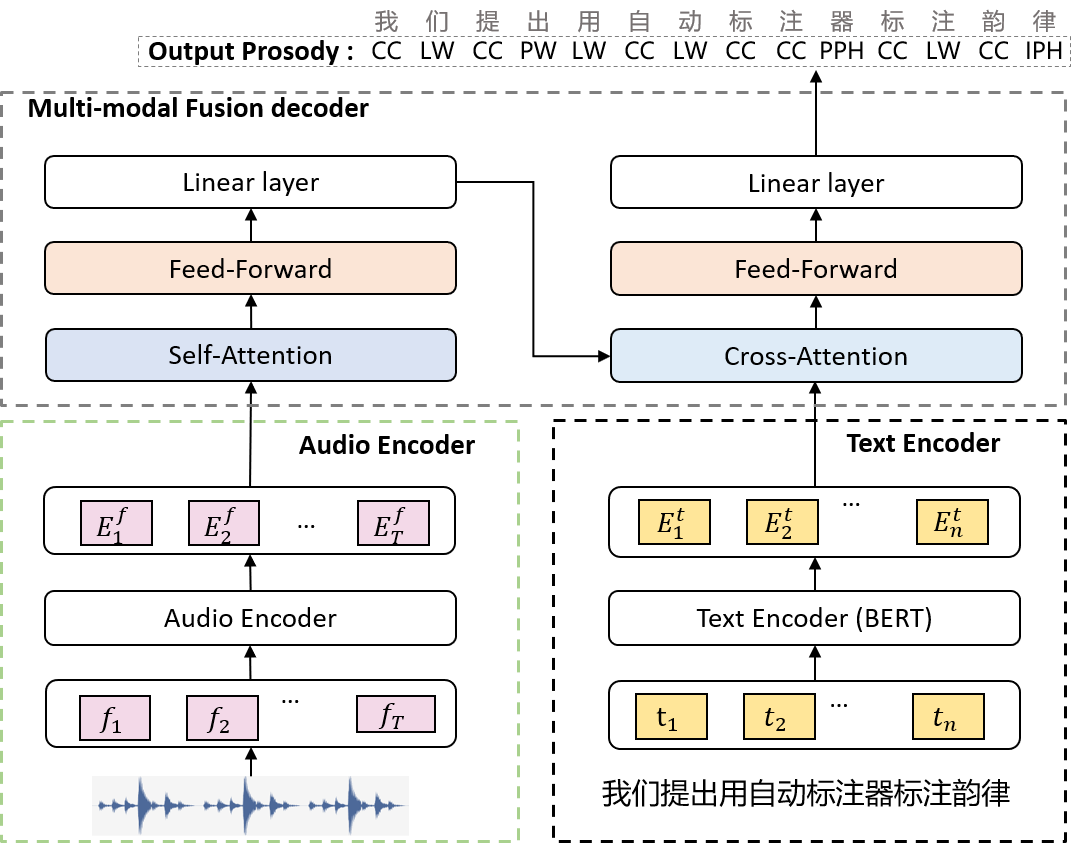 我 们 提 出 用 自 动 标 注 器 标 注 韵 律
Output Prosody : CC LW CC PW LW CC LW CC CC PPH CC LW CC IPH
Multi-modal Fusion decoder
Linear layer
Feed-Forward
Self-Attention
Linear layer
Feed-Forward
Cross-Attention
Audio Encoder
E_1^f E_2^f ... E_T^f
Audio Encoder
f_1 f_2 ... f_T
Text Encoder
E_1^t E_2^t ... E_n^t
Text Encoder (BERT)
t_1 t_2 ... t_n
我们提出用自动标注器标注韵律